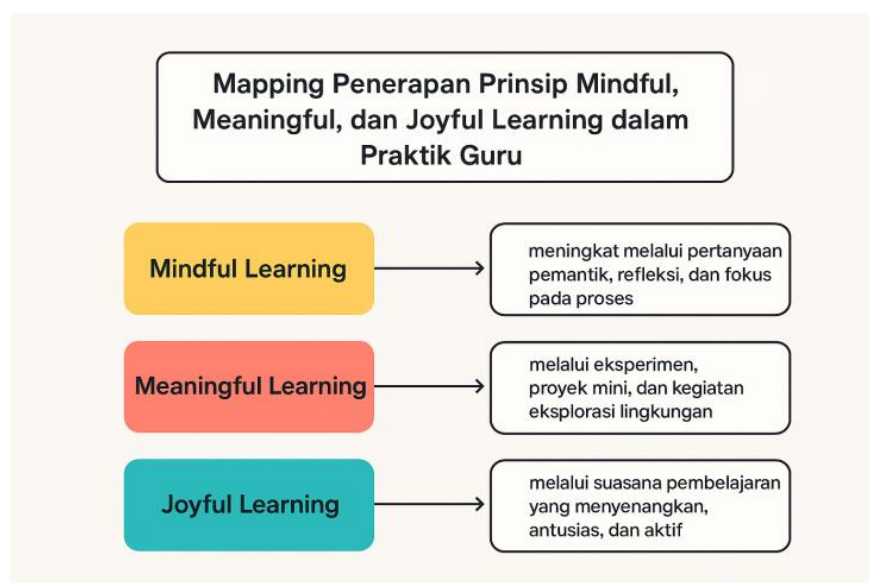 Mapping Penerapan Prinsip Mindful,
Meaningful, dan Joyful Learning dalam
Praktik Guru
Mindful Learning
meningkat melalui pertanyaan
pemantik, refleksi, dan fokus
pada proses
Meaningful Learning
melalui eksperimen,
proyek mini, dan kegiatan
eksplorasi lingkungan
Joyful Learning
melalui suasana pembelajaran
yang menyenangkan,
antusias, dan aktif